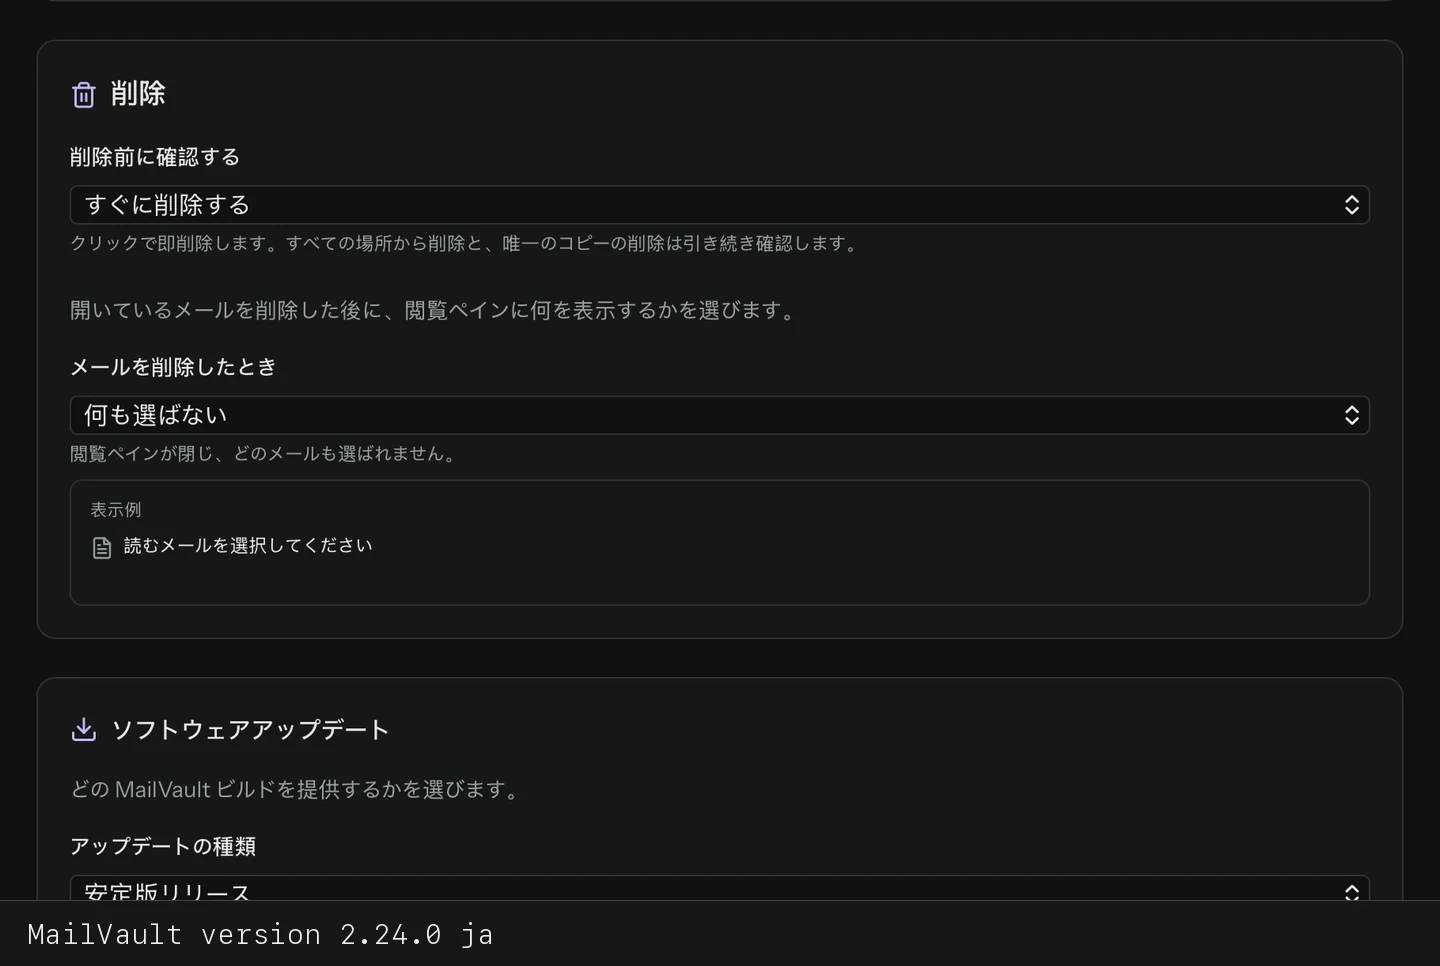 削除
削除前に確認する
すぐに削除する
クリックで即削除します。すべての場所から削除と、唯一のコピーの削除は引き続き確認します。
開いているメールを削除した後に、閲覧ペインに何を表示するかを選びます。
メールを削除したとき
何も選ばない
閲覧ペインが閉じ、どのメールも選ばれません。
表示例
読むメールを選択してください
ソフトウェアアップデート
どの MailVault ビルドを提供するかを選びます。
アップデートの種類
安定版リリース
MailVault version 2.24.0 ja